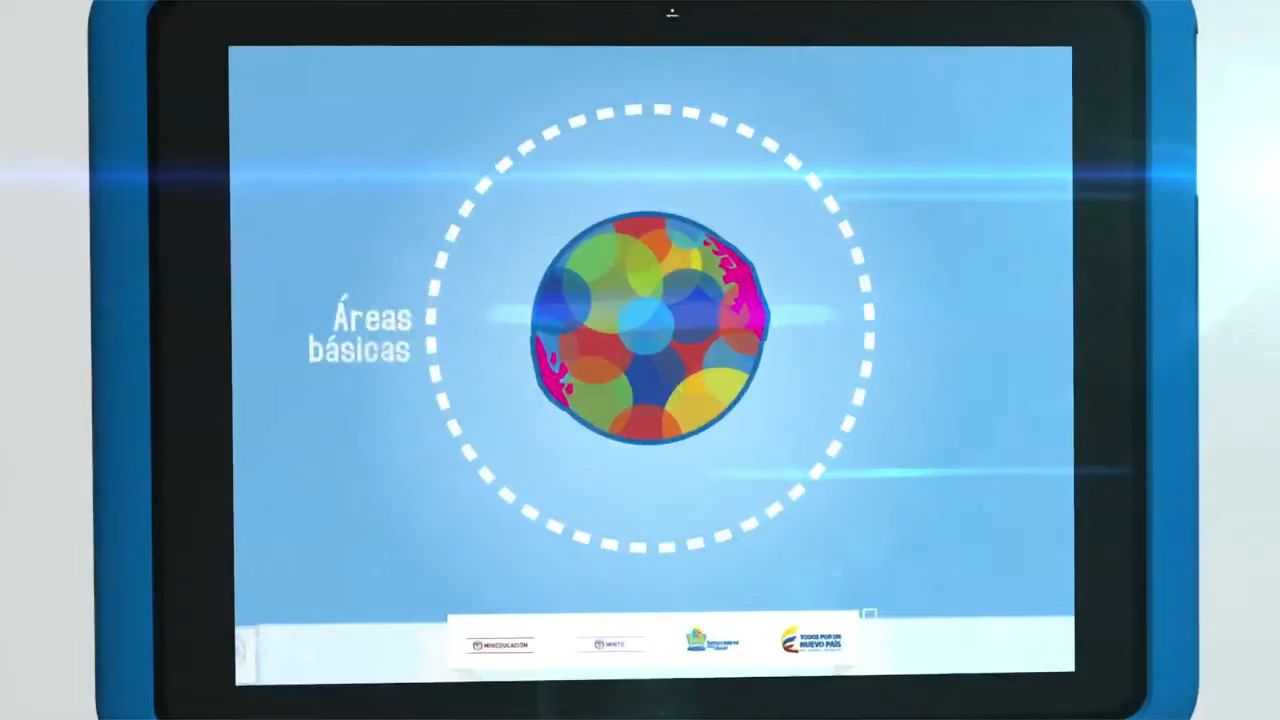 Áreas
básicas
MINEDUCACIÓN
MINTIC
TODOS POR UN
NUEVO PAÍS